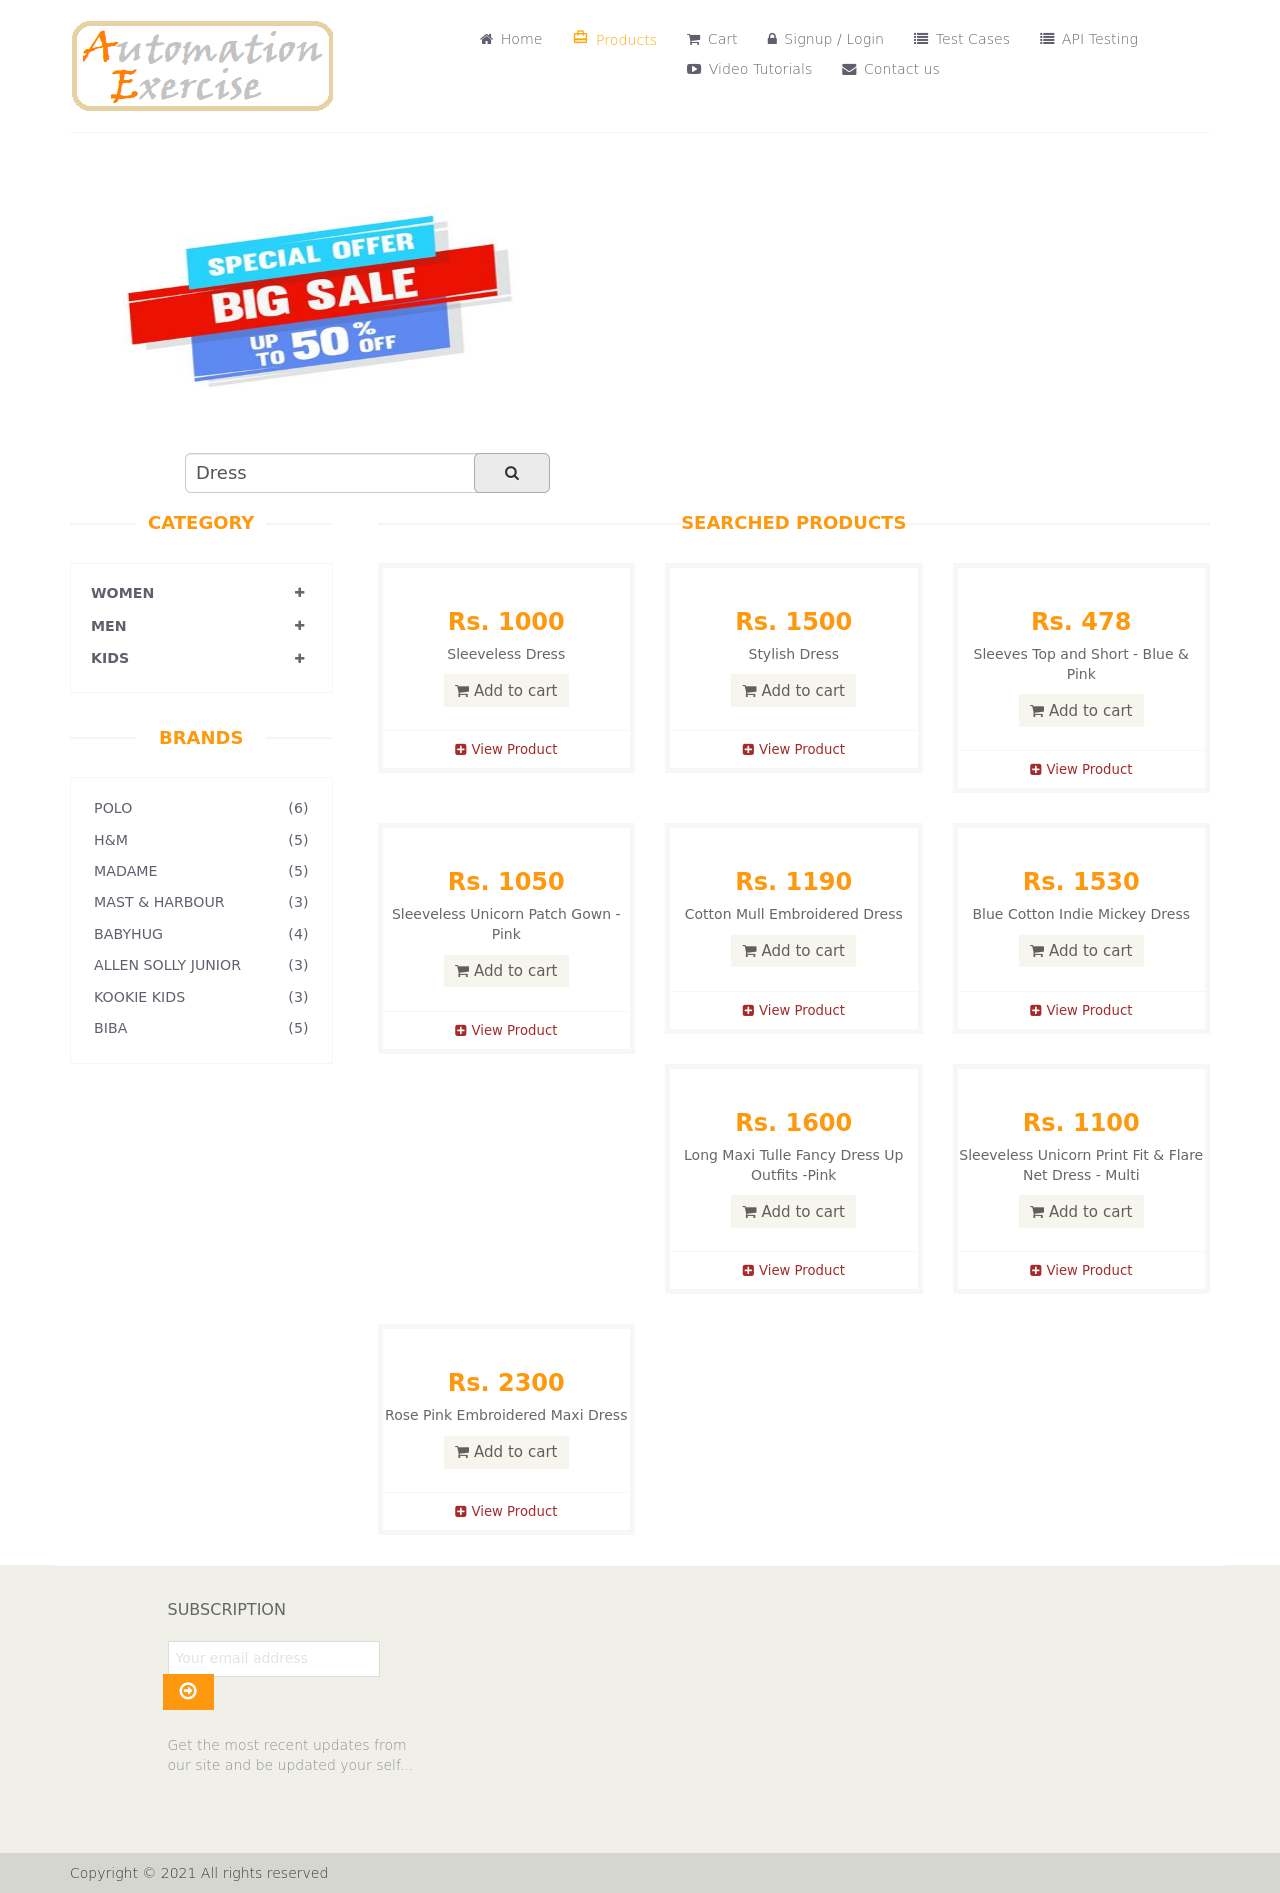 Automation
Exercise
Home
Products
Cart
Signup / Login
Test Cases
API Testing
Video Tutorials
Contact us
SPECIAL OFFER
BIG SALE
UP TO 50% OFF
Dress
CATEGORY
WOMEN
MEN
KIDS
BRANDS
POLO (6)
H&M (5)
MADAME (5)
MAST & HARBOUR (3)
BABYHUG (4)
ALLEN SOLLY JUNIOR (3)
KOOKIE KIDS (3)
BIBA (5)
SEARCHED PRODUCTS
Rs. 1000
Sleeveless Dress
Add to cart
View Product
Rs. 1500
Stylish Dress
Add to cart
View Product
Rs. 478
Sleeves Top and Short - Blue &
Pink
Add to cart
View Product
Rs. 1050
Sleeveless Unicorn Patch Gown -
Pink
Add to cart
View Product
Rs. 1190
Cotton Mull Embroidered Dress
Add to cart
View Product
Rs. 1530
Blue Cotton Indie Mickey Dress
Add to cart
View Product
Rs. 1600
Long Maxi Tulle Fancy Dress Up
Outfits -Pink
Add to cart
View Product
Rs. 1100
Sleeveless Unicorn Print Fit & Flare
Net Dress - Multi
Add to cart
View Product
Rs. 2300
Rose Pink Embroidered Maxi Dress
Add to cart
View Product
SUBSCRIPTION
Your email address
Get the most recent updates from
our site and be updated your self...
Copyright © 2021 All rights reserved